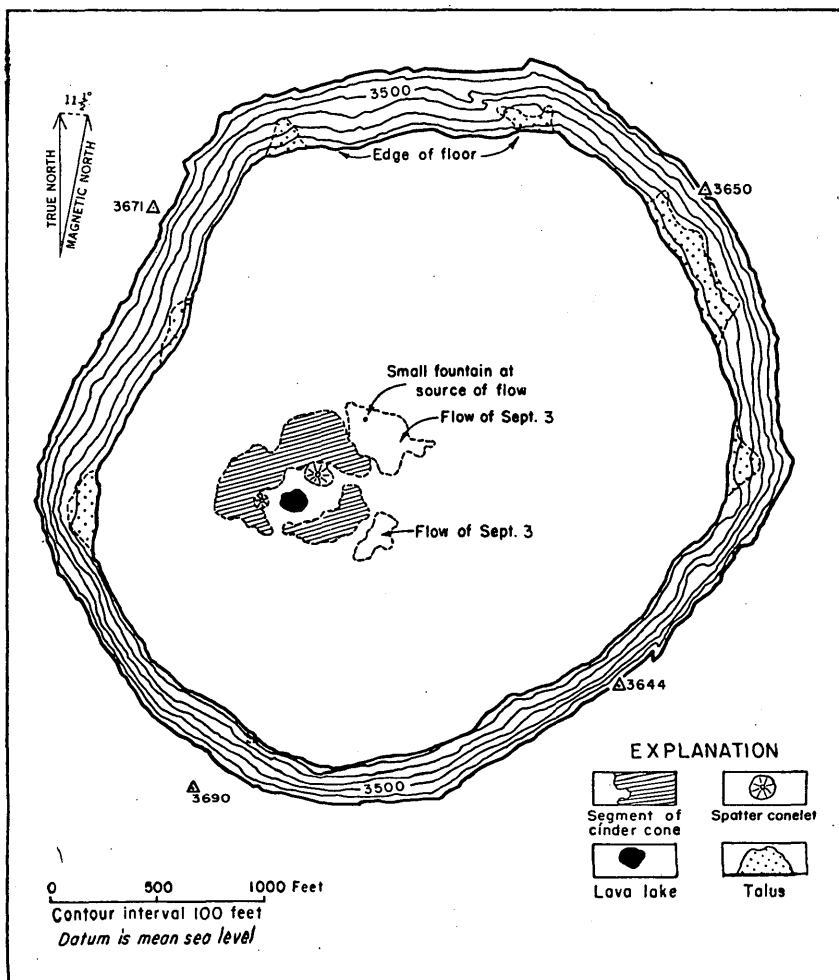 11½°
TRUE NORTH
MAGNETIC NORTH
3500
Edge of floor
3671
3650
Small fountain at
source of flow
Flow of Sept. 3
Flow of Sept. 3
3644
3690
3500
EXPLANATION
Segment of
cinder cone
Spatter conelet
Lava lake
Talus
0 500 1000 Feet
Contour interval 100 feet
Datum is mean sea level